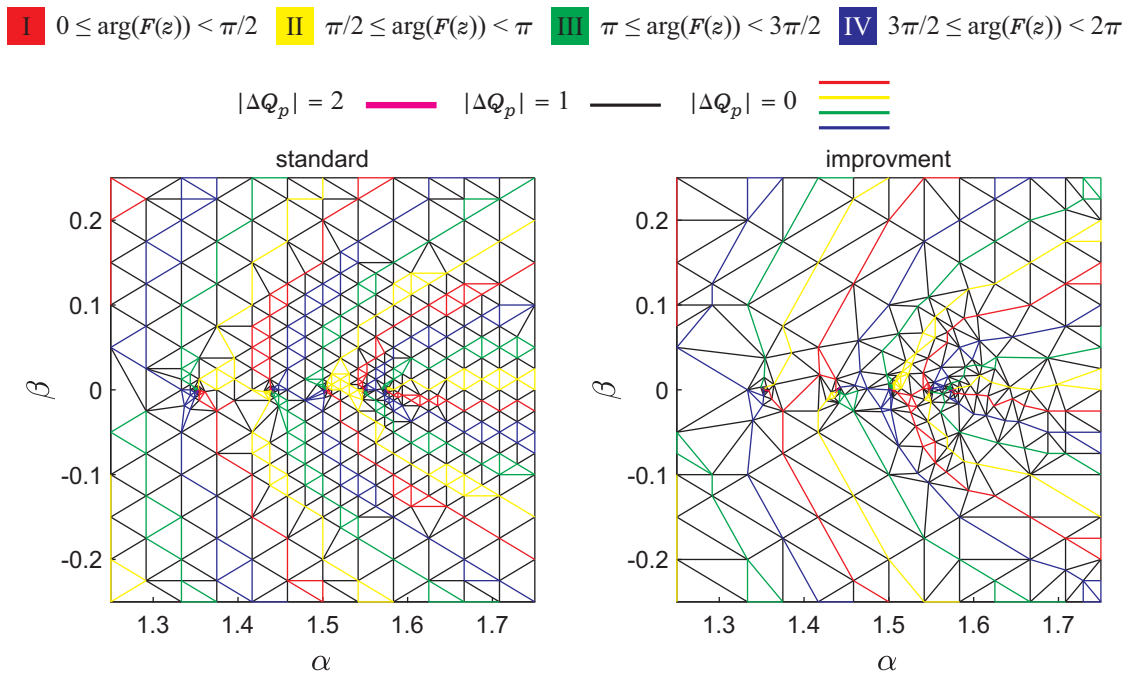 I 0 ≤ arg(F(z)) < π/2 II π/2 ≤ arg(F(z)) < π III π ≤ arg(F(z)) < 3π/2 IV 3π/2 ≤ arg(F(z)) < 2π
|ΔQ_p| = 2 |ΔQ_p| = 1 |ΔQ_p| = 0
standard improvment
0.2 0.2
0.1 0.1
β 0 β 0
-0.1 -0.1
-0.2 -0.2
1.3 1.4 1.5 1.6 1.7 1.3 1.4 1.5 1.6 1.7
α α